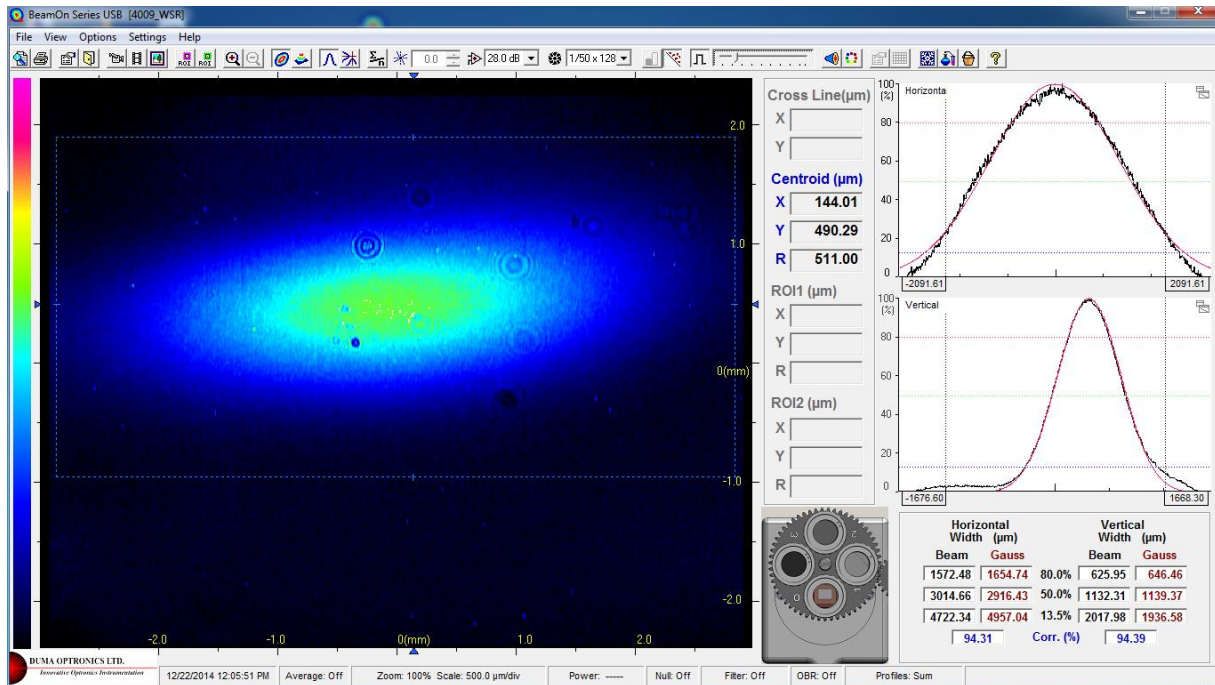 BeamOn Series USB [4009_WSR]
File View Options Settings Help
ROI ROI 0.0 28.0 dB 1/50 x 128
2.0
1.0
0(mm)
-1.0
-2.0
-2.0 -1.0 0(mm) 1.0 2.0
Cross Line(µm)
X
Y
Centroid (µm)
X 144.01
Y 490.29
R 511.00
ROI1 (µm)
X
Y
R
ROI2 (µm)
X
Y
R
100 Horizontal
(%)
80
60
40
20
0
-2091.61 2091.61
100 Vertical
(%)
80
60
40
20
0
-1676.60 1668.30
Horizontal Vertical
Width (µm) Width (µm)
Beam Gauss Beam Gauss
1572.48 1654.74 80.0% 625.95 646.46
3014.66 2916.43 50.0% 1132.31 1139.37
4722.34 4957.04 13.5% 2017.98 1936.58
94.31 Corr. (%) 94.39
DUMA OPTRONICS LTD.
Innovative Optronics Instrumentation
12/22/2014 12:05:51 PM Average: Off Zoom: 100% Scale: 500.0 µm/div Power: ----- Null: Off Filter: Off OBR: Off Profiles: Sum